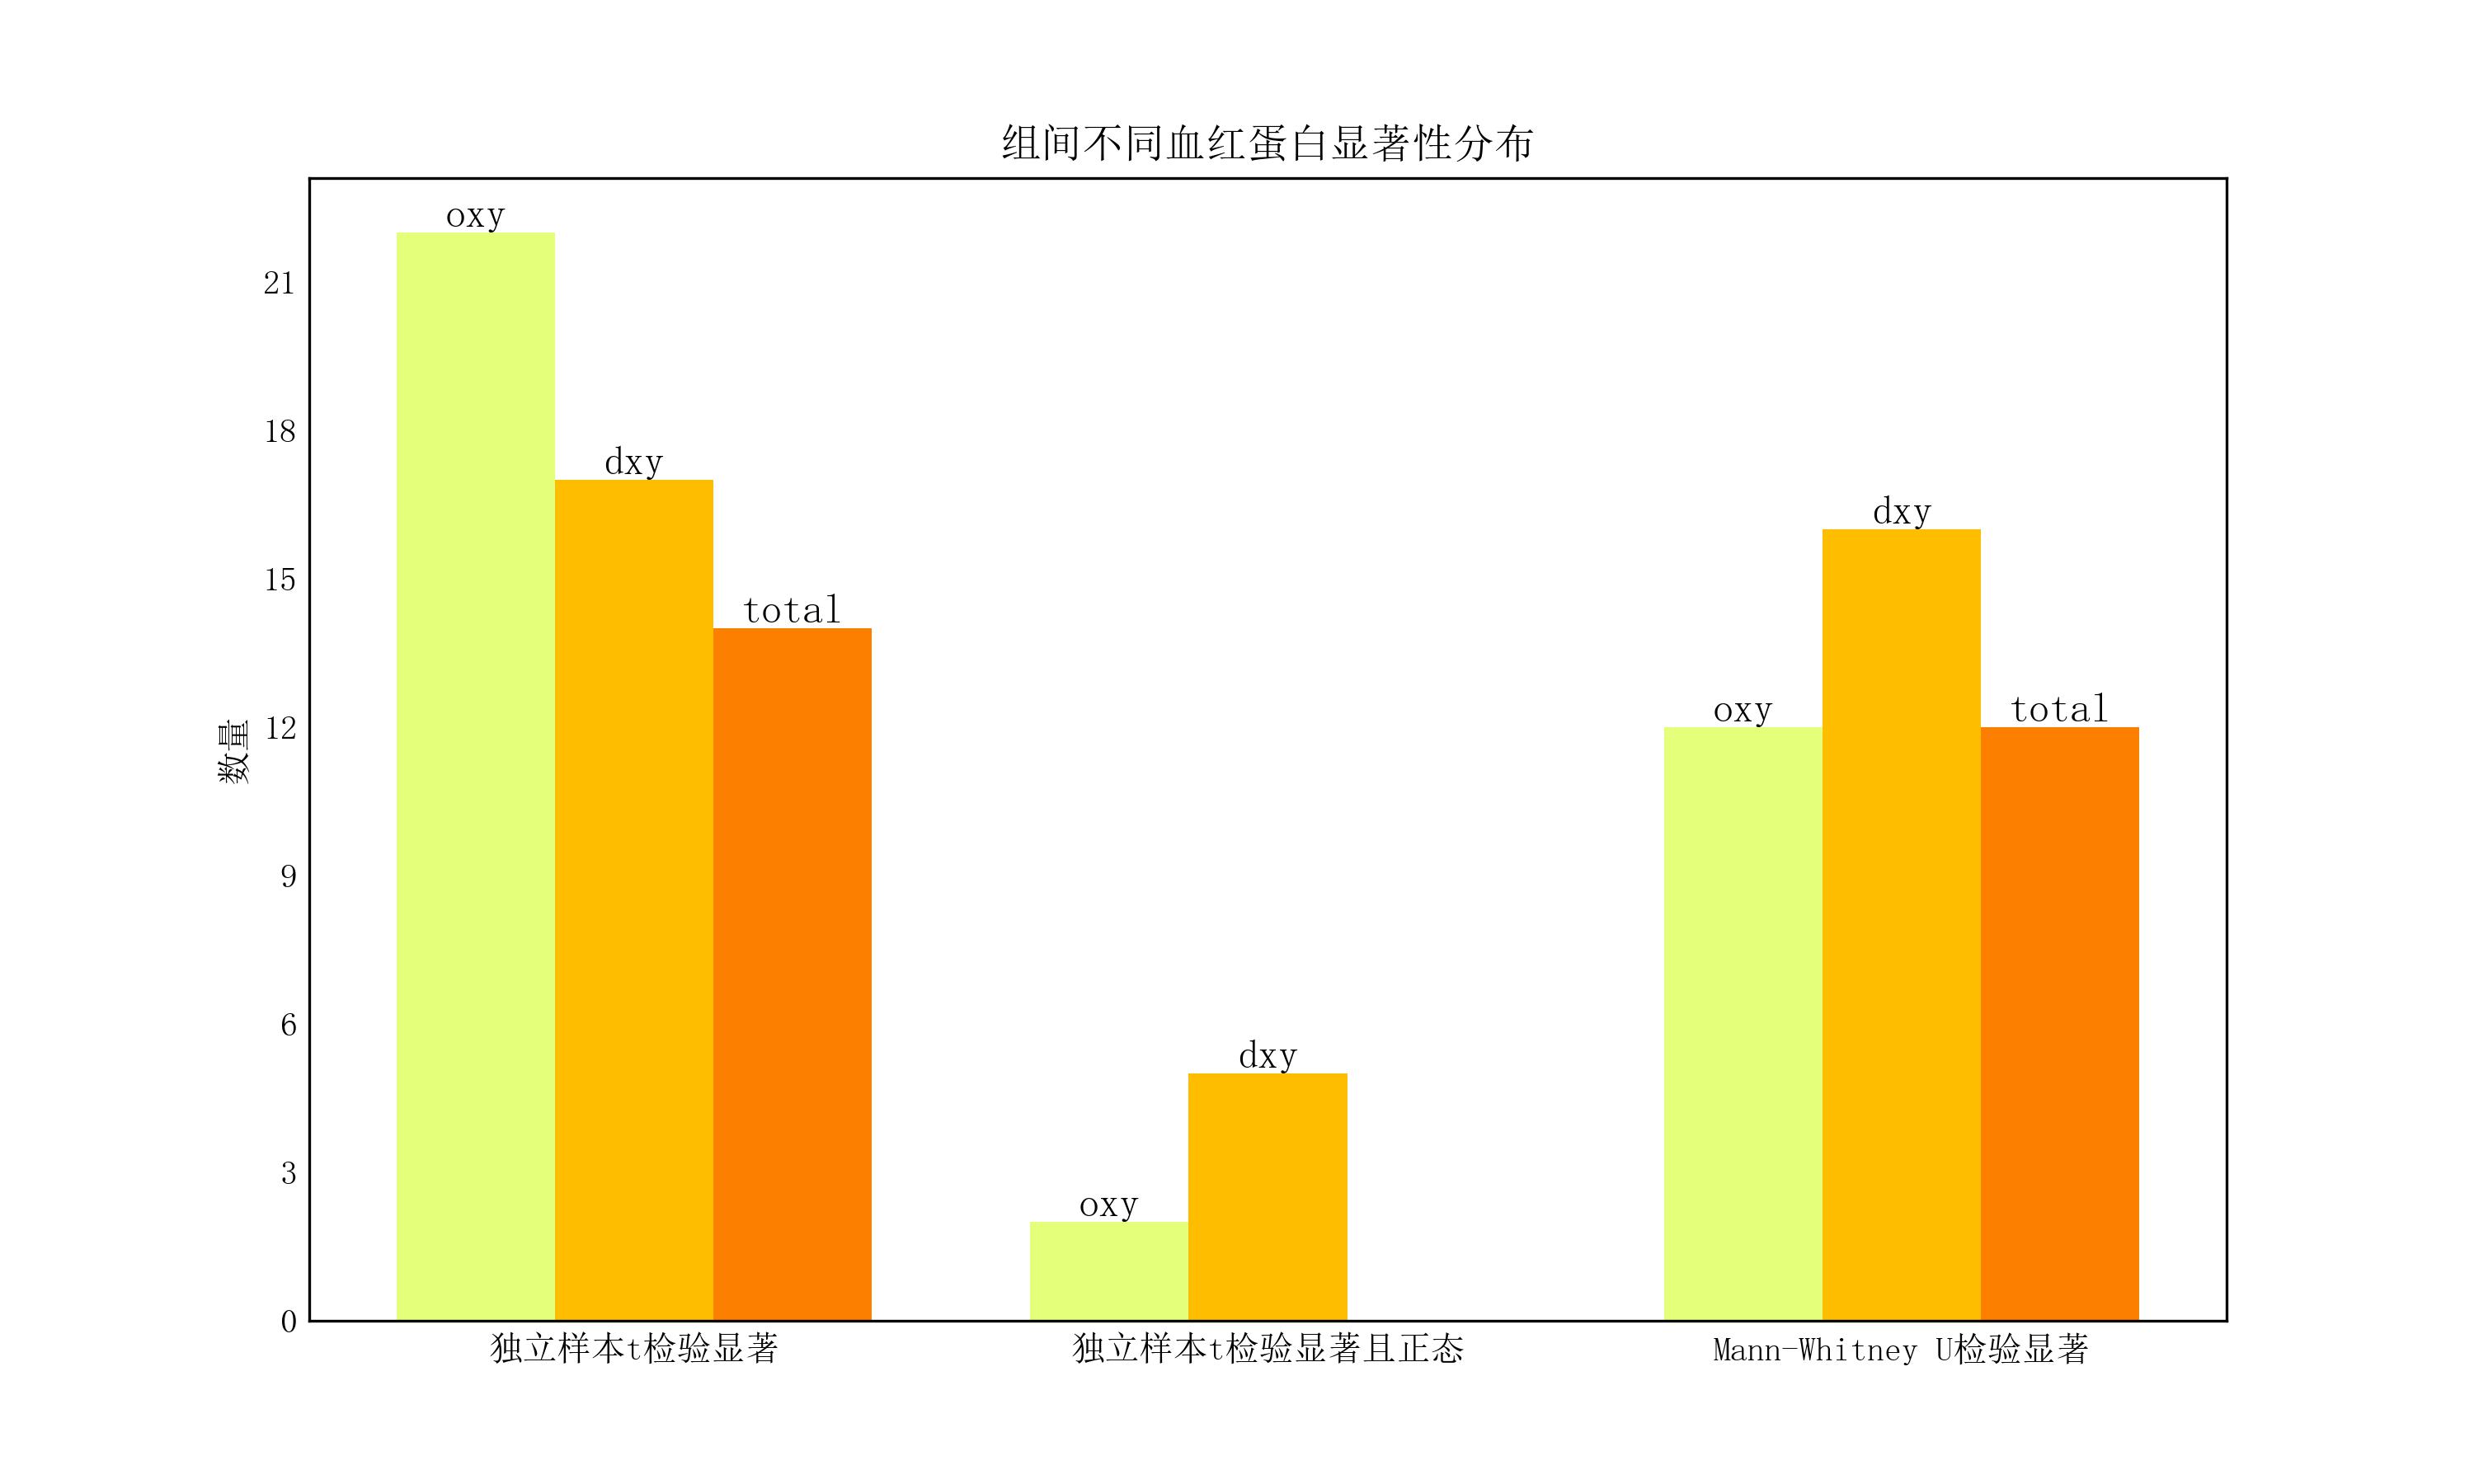 组间不同血红蛋白显著性分布
oxy
21
18
dxy
dxy
15
total
12
oxy
total
数量
9
6
dxy
3
oxy
0
独立样本t检验显著
独立样本t检验显著且正态
Mann-Whitney U检验显著